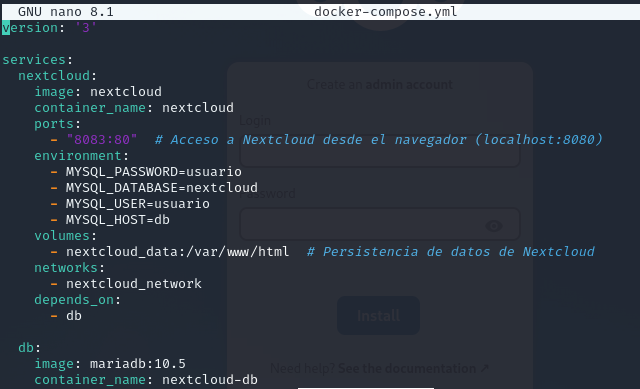 GNU nano 8.1 docker-compose.yml
version: '3'
services:
nextcloud:
image: nextcloud
container_name: nextcloud
ports:
- "8083:80" # Acceso a Nextcloud desde el navegador (localhost:8080)
environment:
- MYSQL_PASSWORD=usuario
- MYSQL_DATABASE=nextcloud
- MYSQL_USER=usuario
- MYSQL_HOST=db
volumes:
- nextcloud_data:/var/www/html # Persistencia de datos de Nextcloud
networks:
- nextcloud_network
depends_on:
- db
db:
image: mariadb:10.5
container_name: nextcloud-db
Create an admin account
Login
Password
Install
Need help? See the documentation ↗